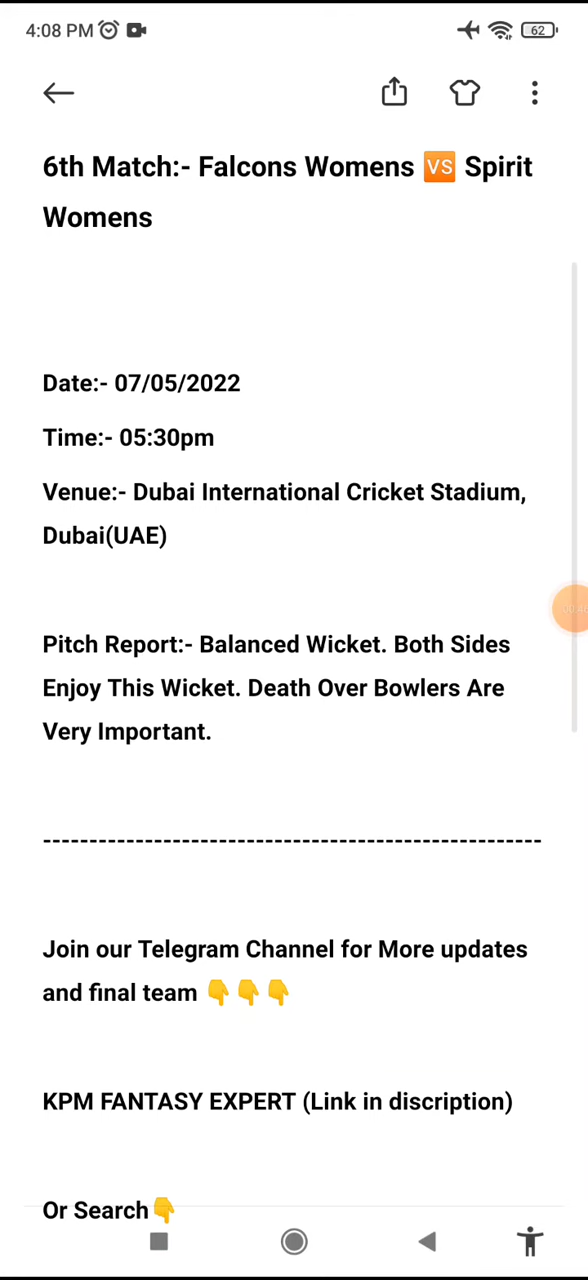 4:08 PM
62
6th Match:- Falcons Womens 🆚 Spirit
Womens
Date:- 07/05/2022
Time:- 05:30pm
Venue:- Dubai International Cricket Stadium,
Dubai(UAE)
Pitch Report:- Balanced Wicket. Both Sides
Enjoy This Wicket. Death Over Bowlers Are
Very Important.
------------------------------------------------------
Join our Telegram Channel for More updates
and final team 👇👇👇
KPM FANTASY EXPERT (Link in discription)
Or Search👇